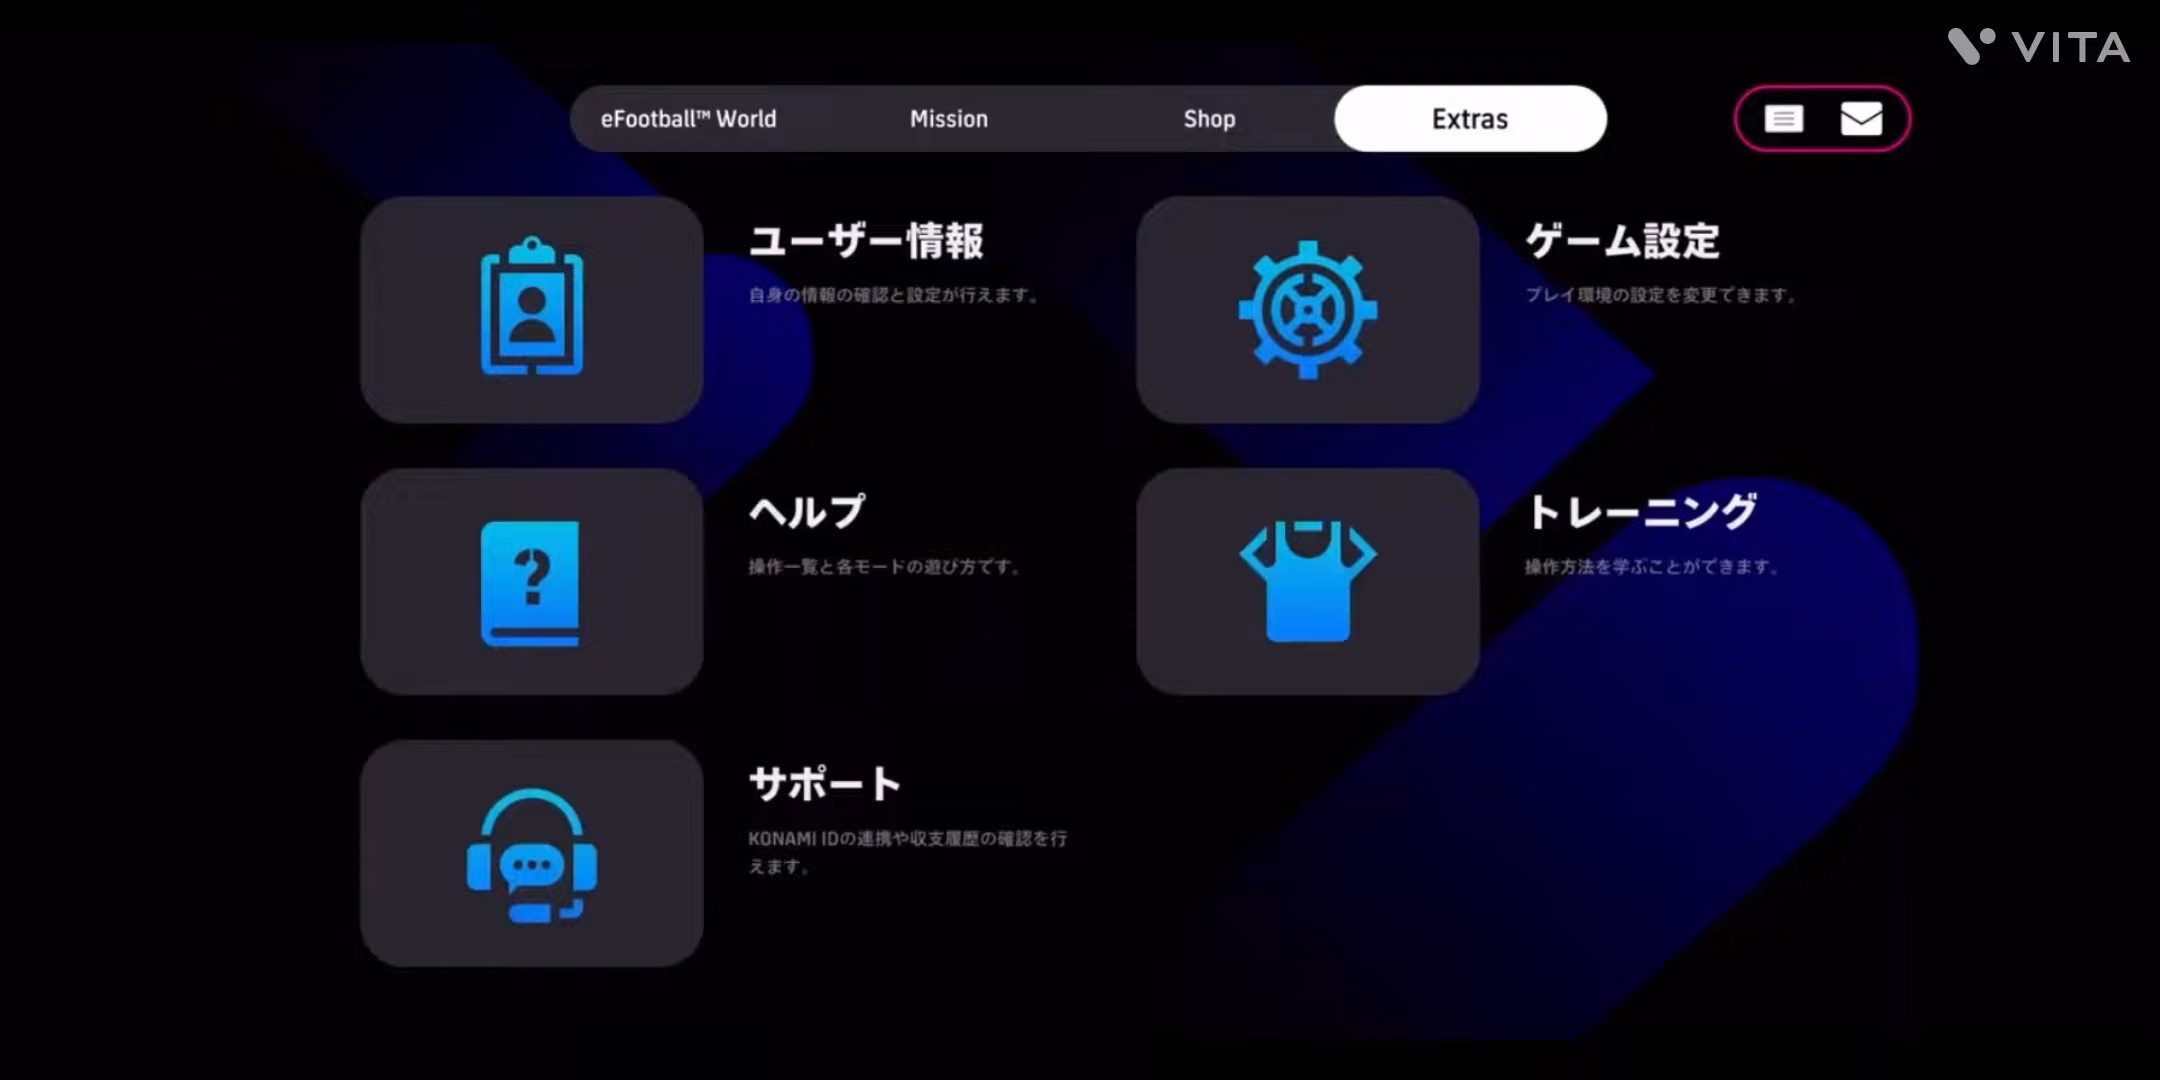 VITA
eFootball™ World
Mission
Shop
Extras
ユーザー情報
自身の情報の確認と設定が行えます。
ゲーム設定
プレイ環境の設定を変更できます。
ヘルプ
操作一覧と各モードの遊び方です。
トレーニング
操作方法を学ぶことができます。
サポート
KONAMI IDの連携や収支履歴の確認を行
えます。